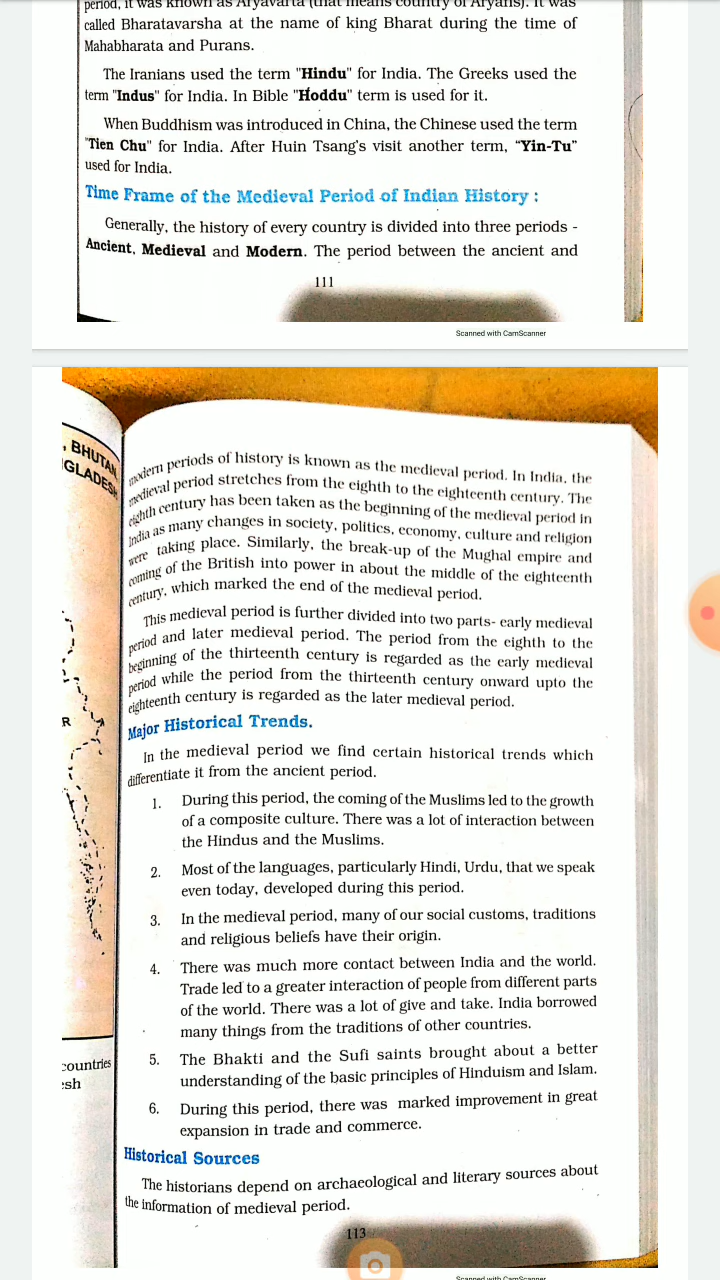 period, it was known as Aryavarta (that means country of Aryans). It was
called Bharatavarsha at the name of king Bharat during the time of
Mahabharata and Purans.
The Iranians used the term "Hindu" for India. The Greeks used the
term "Indus" for India. In Bible "Hoddu" term is used for it.
When Buddhism was introduced in China, the Chinese used the term
"Tien Chu" for India. After Huin Tsang's visit another term, "Yin-Tu"
used for India.
Time Frame of the Medieval Period of Indian History :
Generally, the history of every country is divided into three periods -
Ancient, Medieval and Modern. The period between the ancient and
111
Scanned with CamScanner
, BHUTAN
GLADESH
modern periods of history is known as the medieval period. In India, the
medieval period stretches from the eighth to the eighteenth century. The
eighth century has been taken as the beginning of the medieval period in
India as many changes in society, politics, economy, culture and religion
were taking place. Similarly, the break-up of the Mughal empire and
coming of the British into power in about the middle of the eighteenth
century, which marked the end of the medieval period.
This medieval period is further divided into two parts- early medieval
period and later medieval period. The period from the eighth to the
beginning of the thirteenth century is regarded as the early medieval
period while the period from the thirteenth century onward upto the
eighteenth century is regarded as the later medieval period.
R
Major Historical Trends.
In the medieval period we find certain historical trends which
differentiate it from the ancient period.
1. During this period, the coming of the Muslims led to the growth
of a composite culture. There was a lot of interaction between
the Hindus and the Muslims.
2. Most of the languages, particularly Hindi, Urdu, that we speak
even today, developed during this period.
3. In the medieval period, many of our social customs, traditions
and religious beliefs have their origin.
4. There was much more contact between India and the world.
Trade led to a greater interaction of people from different parts
of the world. There was a lot of give and take. India borrowed
many things from the traditions of other countries.
5. The Bhakti and the Sufi saints brought about a better
understanding of the basic principles of Hinduism and Islam.
countries
esh
6. During this period, there was marked improvement in great
expansion in trade and commerce.
Historical Sources
The historians depend on archaeological and literary sources about
the information of medieval period.
113
Scanned with CamScanner